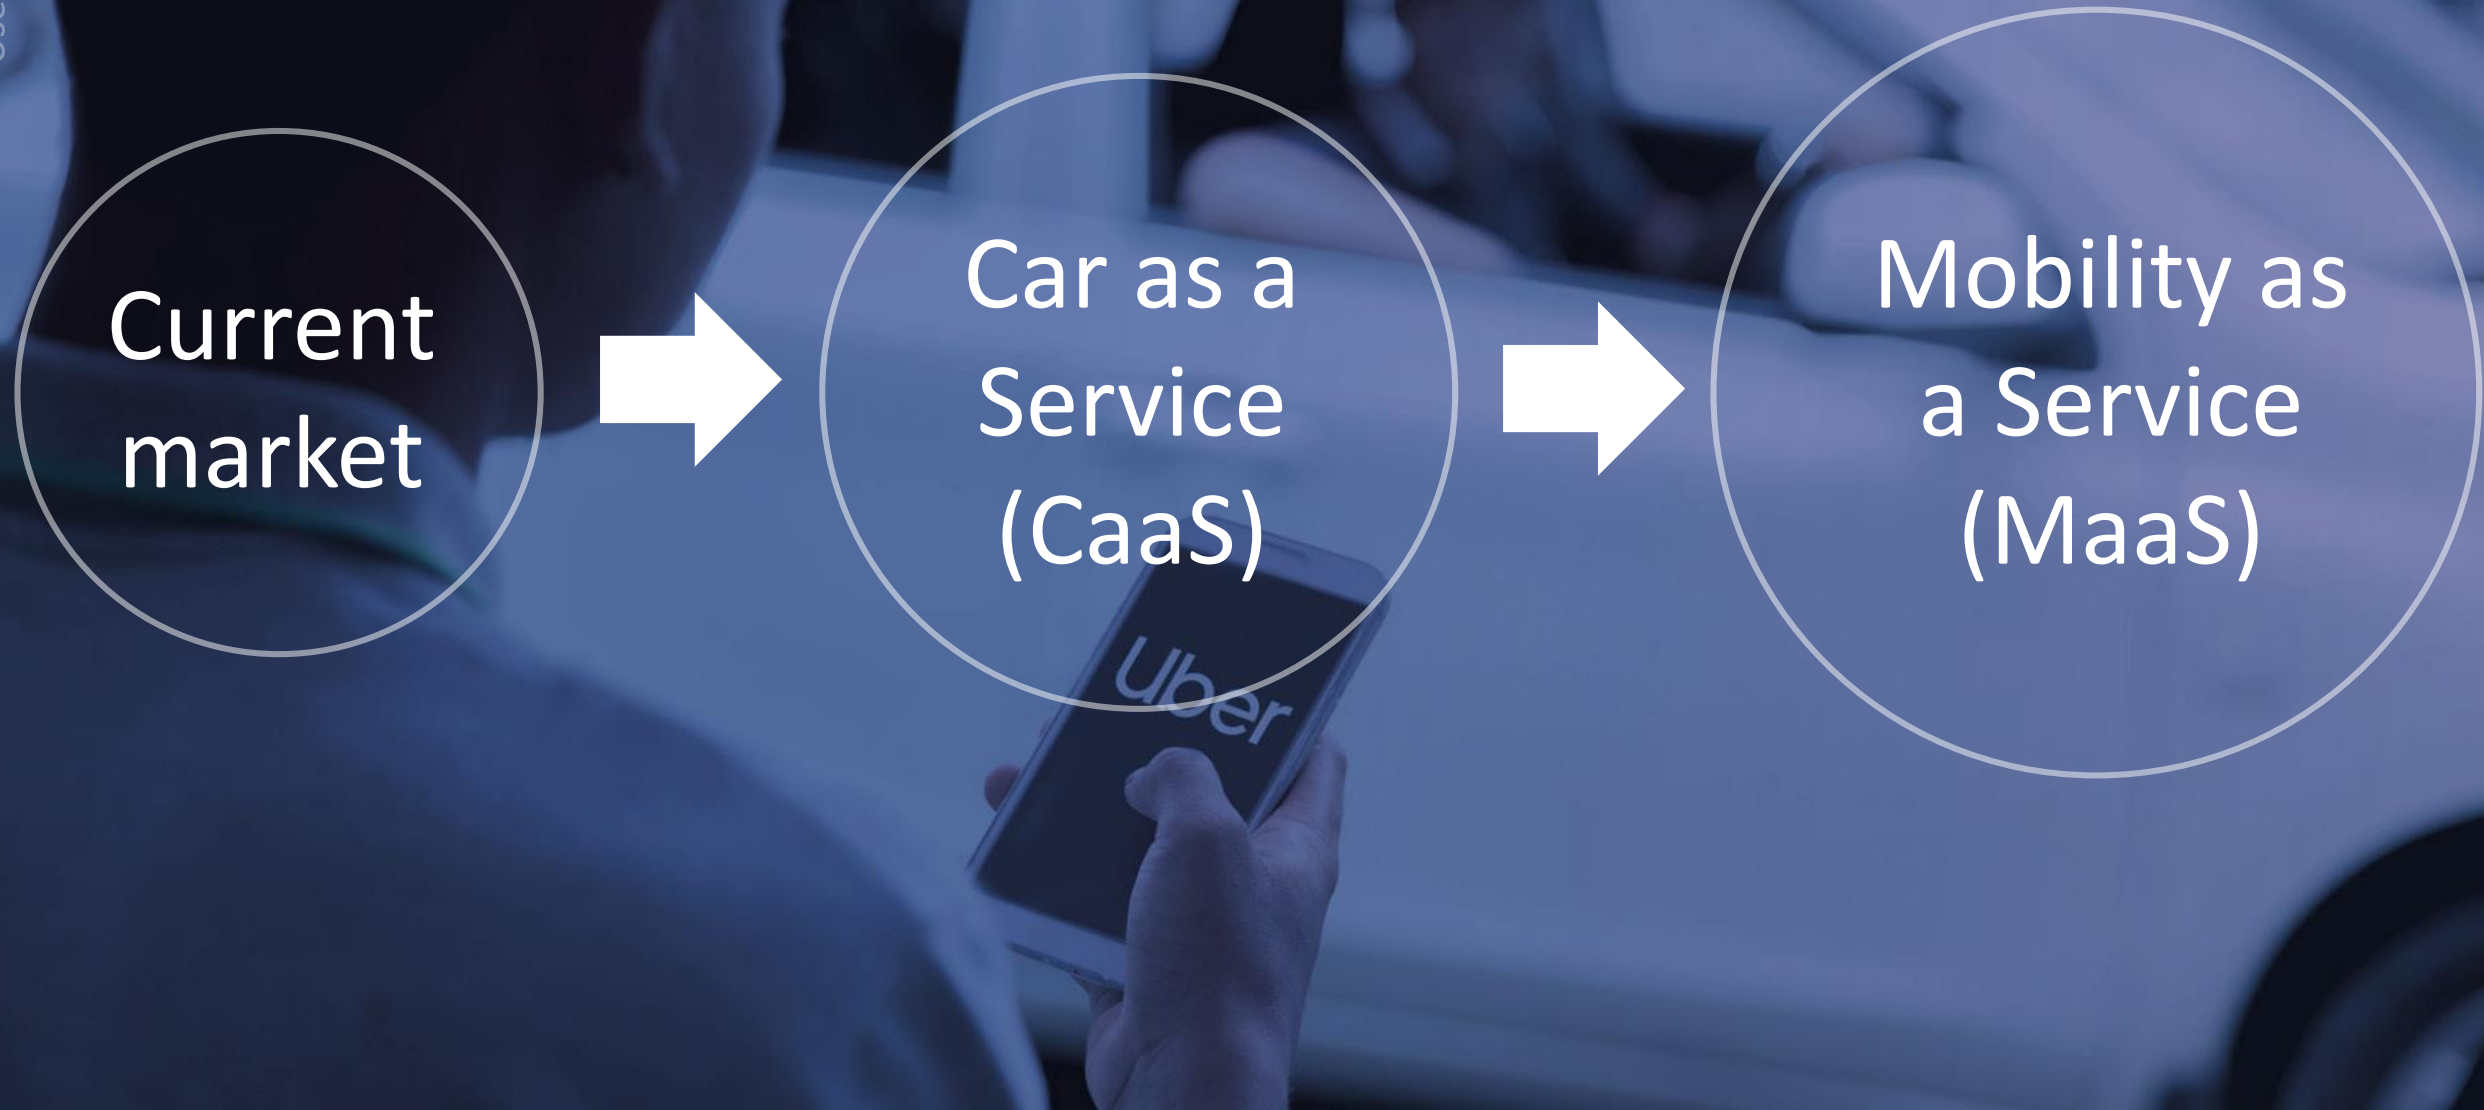 Current
market
Car as a
Service
(CaaS)
Mobility as
a Service
(MaaS)
Uber